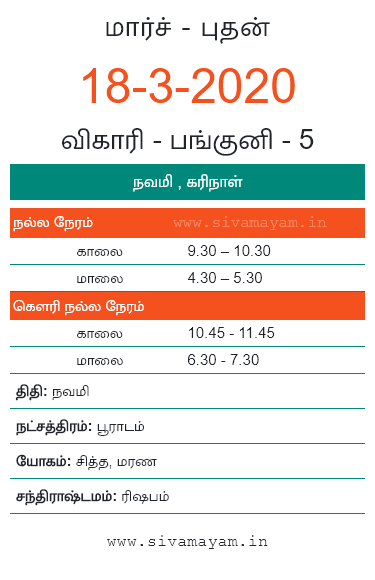 மார்ச் - புதன்
18-3-2020
விகாரி - பங்குனி - 5
நவமி , கரிநாள்
நல்ல நேரம் www.sivamayam.in
காலை 9.30 – 10.30
மாலை 4.30 – 5.30
கௌரி நல்ல நேரம்
காலை 10.45 - 11.45
மாலை 6.30 - 7.30
திதி: நவமி
நட்சத்திரம்: பூராடம்
யோகம்: சித்த, மரண
சந்திராஷ்டமம்: ரிஷபம்
www.sivamayam.in